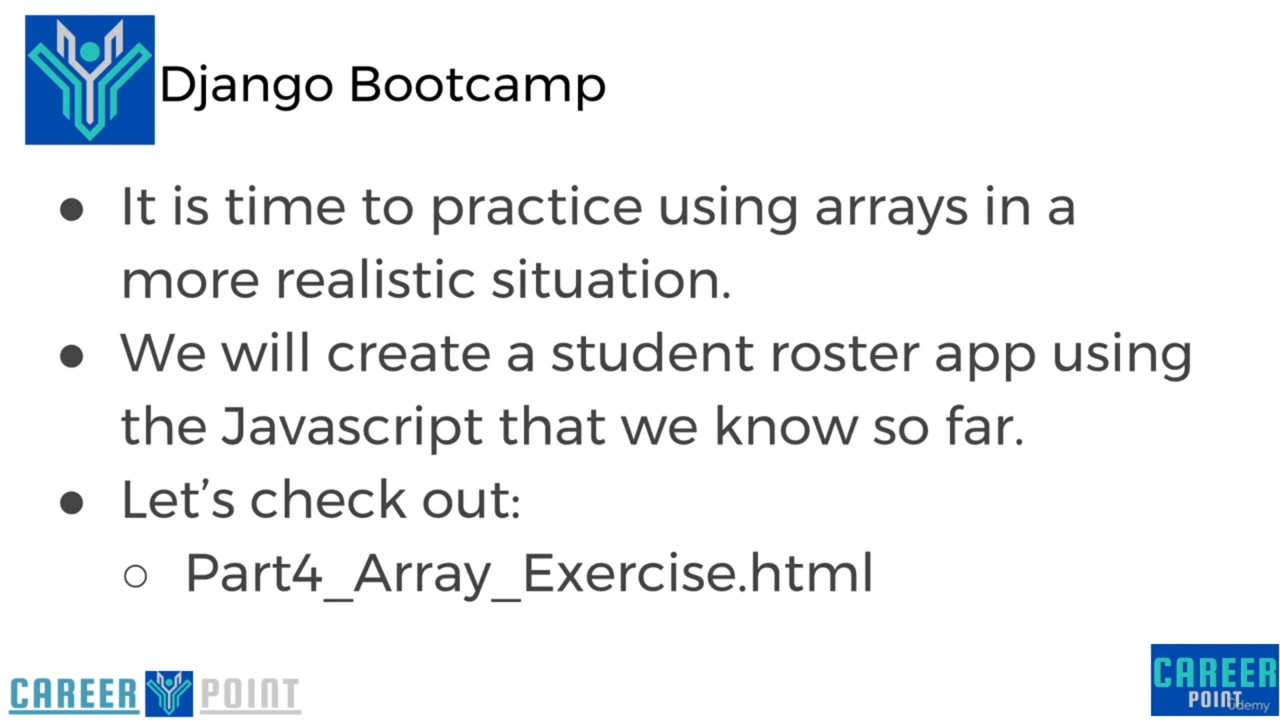 Django Bootcamp
● It is time to practice using arrays in a
more realistic situation.
● We will create a student roster app using
the Javascript that we know so far.
● Let’s check out:
○ Part4_Array_Exercise.html
CAREER POINT
CAREER
POINT
Udemy